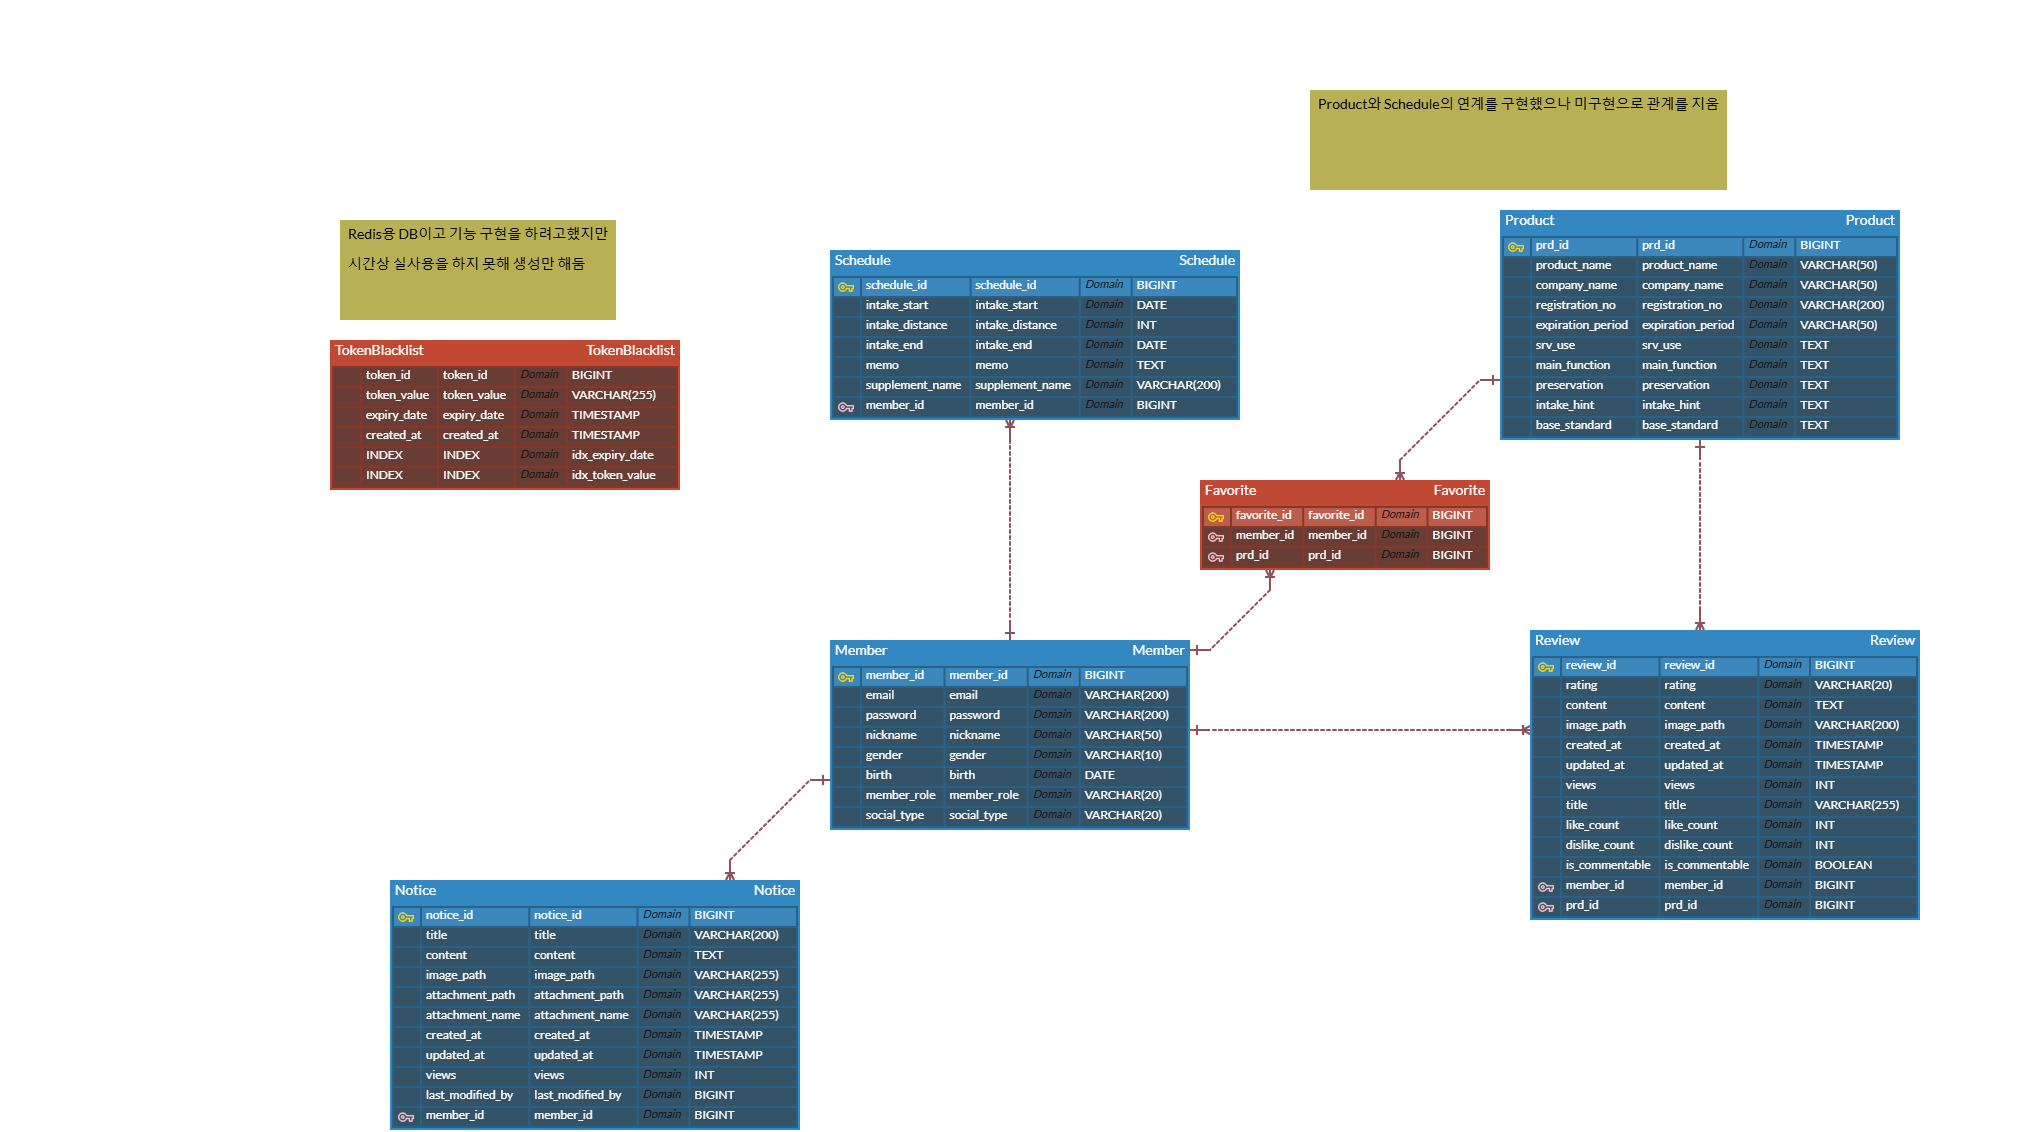 Product와 Schedule의 연계를 구현했으나 미구현으로 관계를 지움
Redis용 DB이고 기능 구현을 하려고했지만
시간상 실사용을 하지 못해 생성만 해둠
TokenBlacklist TokenBlacklist
token_id token_id Domain BIGINT
token_value token_value Domain VARCHAR(255)
expiry_date expiry_date Domain TIMESTAMP
created_at created_at Domain TIMESTAMP
INDEX INDEX Domain idx_expiry_date
INDEX INDEX Domain idx_token_value
Schedule Schedule
schedule_id schedule_id Domain BIGINT
intake_start intake_start Domain DATE
intake_distance intake_distance Domain INT
intake_end intake_end Domain DATE
memo memo Domain TEXT
supplement_name supplement_name Domain VARCHAR(200)
member_id member_id Domain BIGINT
Product Product
prd_id prd_id Domain BIGINT
product_name product_name Domain VARCHAR(50)
company_name company_name Domain VARCHAR(50)
registration_no registration_no Domain VARCHAR(200)
expiration_period expiration_period Domain VARCHAR(50)
srv_use srv_use Domain TEXT
main_function main_function Domain TEXT
preservation preservation Domain TEXT
intake_hint intake_hint Domain TEXT
base_standard base_standard Domain TEXT
Favorite Favorite
favorite_id favorite_id Domain BIGINT
member_id member_id Domain BIGINT
prd_id prd_id Domain BIGINT
Member Member
member_id member_id Domain BIGINT
email email Domain VARCHAR(200)
password password Domain VARCHAR(200)
nickname nickname Domain VARCHAR(50)
gender gender Domain VARCHAR(10)
birth birth Domain DATE
member_role member_role Domain VARCHAR(20)
social_type social_type Domain VARCHAR(20)
Review Review
review_id review_id Domain BIGINT
rating rating Domain VARCHAR(20)
content content Domain TEXT
image_path image_path Domain VARCHAR(200)
created_at created_at Domain TIMESTAMP
updated_at updated_at Domain TIMESTAMP
views views Domain INT
title title Domain VARCHAR(255)
like_count like_count Domain INT
dislike_count dislike_count Domain INT
is_commentable is_commentable Domain BOOLEAN
member_id member_id Domain BIGINT
prd_id prd_id Domain BIGINT
Notice Notice
notice_id notice_id Domain BIGINT
title title Domain VARCHAR(200)
content content Domain TEXT
image_path image_path Domain VARCHAR(255)
attachment_path attachment_path Domain VARCHAR(255)
attachment_name attachment_name Domain VARCHAR(255)
created_at created_at Domain TIMESTAMP
updated_at updated_at Domain TIMESTAMP
views views Domain INT
last_modified_by last_modified_by Domain BIGINT
member_id member_id Domain BIGINT